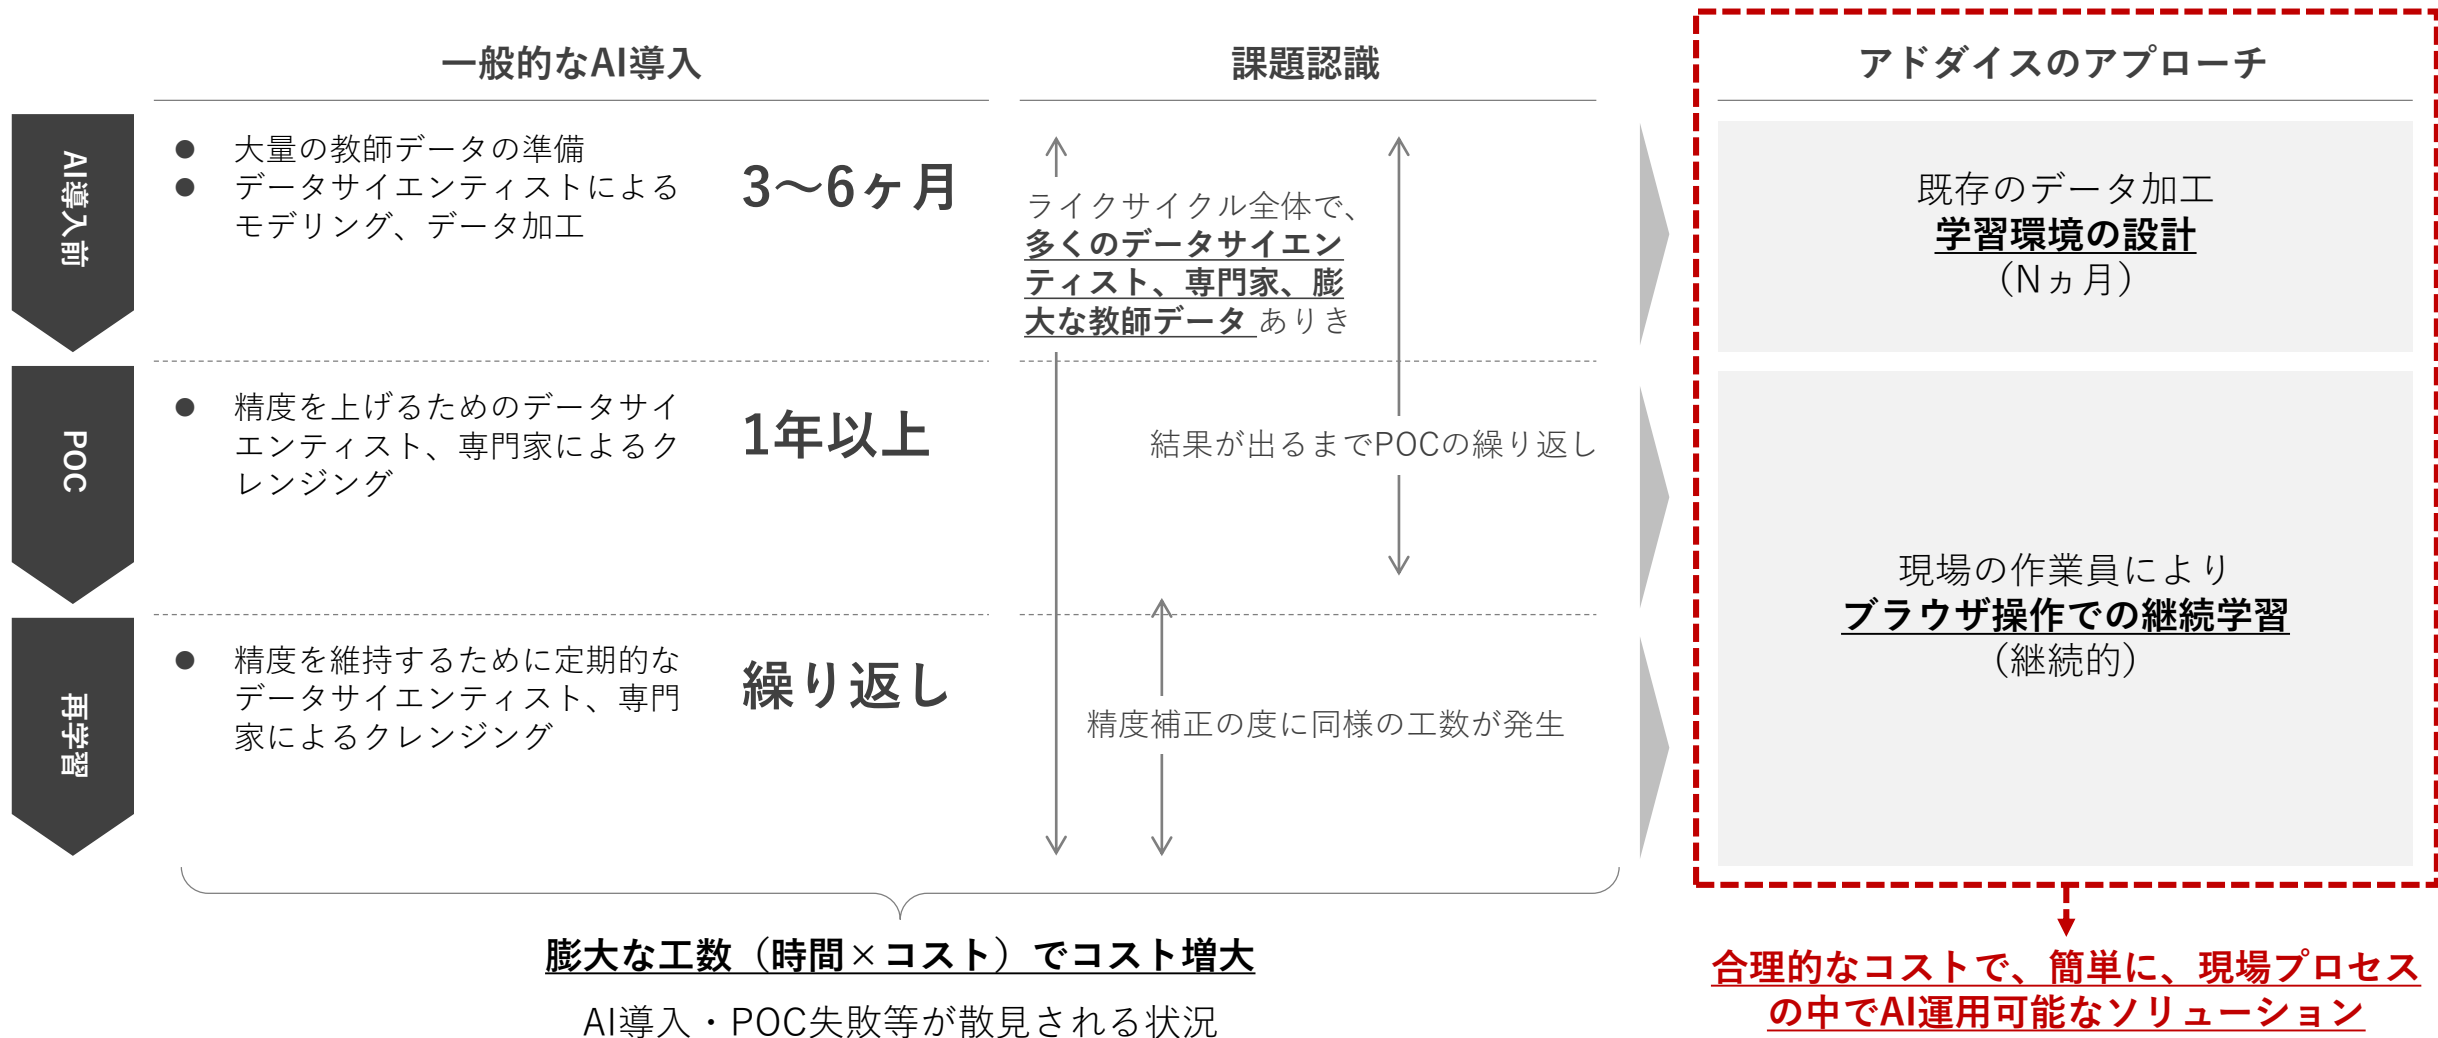 一般的なAI導入
課題認識
アドダイスのアプローチ
AI導入前
● 大量の教師データの準備
● データサイエンティストによる
モデリング、データ加工
3～6ヶ月
ライクサイクル全体で、
多くのデータサイエン
ティスト、専門家、膨
大な教師データ ありき
既存のデータ加工
学習環境の設計
（Nヵ月）
POC
● 精度を上げるためのデータサイ
エンティスト、専門家によるク
レンジング
1年以上
結果が出るまでPOCの繰り返し
現場の作業員により
ブラウザ操作での継続学習
（継続的）
再学習
● 精度を維持するために定期的な
データサイエンティスト、専門
家によるクレンジング
繰り返し
精度補正の度に同様の工数が発生
膨大な工数（時間×コスト）でコスト増大
AI導入・POC失敗等が散見される状況
合理的なコストで、簡単に、現場プロセス
の中でAI運用可能なソリューション